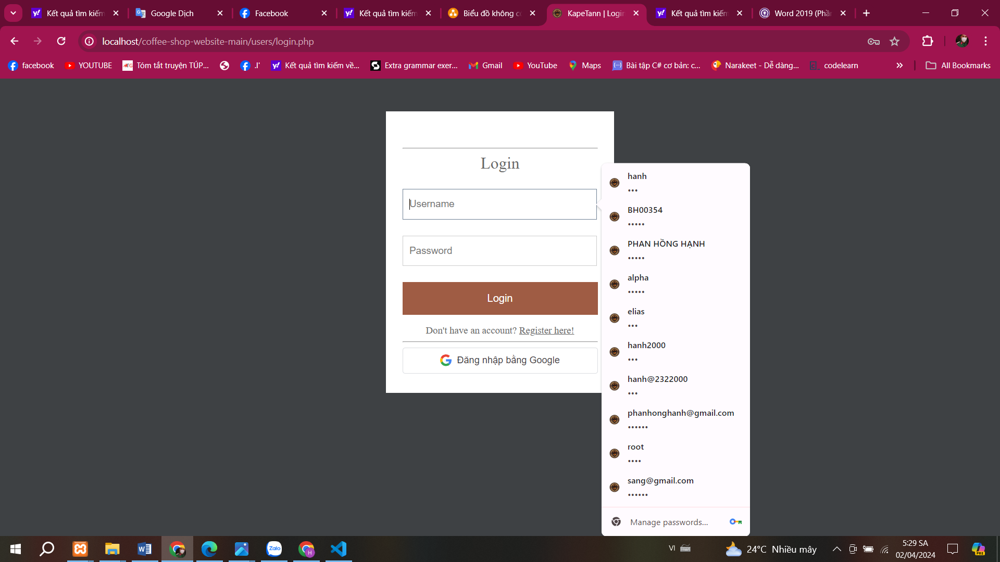 Kết quả tìm kiếm
Google Dịch
Facebook
Kết quả tìm kiếm
Biểu đồ không có
KapeTann | Login
Kết quả tìm kiếm
Word 2019 (Phần
localhost/coffee-shop-website-main/users/login.php
facebook
YOUTUBE
Tóm tắt truyện TÚP...
.l'
Kết quả tìm kiếm về...
Extra grammar exer...
Gmail
YouTube
Maps
Bài tập C# cơ bản: c...
Narakeet - Dễ dàng...
codelearn
All Bookmarks
Login
Username
Password
Login
Don't have an account? Register here!
Đăng nhập bằng Google
hanh
•••
BH00354
•••••
PHAN HỒNG HẠNH
•••••
alpha
•••••
elias
•••
hanh2000
•••
hanh@2322000
•••
phanhonghanh@gmail.com
••••••
root
••••
sang@gmail.com
••••••
Manage passwords...
Zalo
H
VI
24°C Nhiều mây
5:29 SA
02/04/2024
PRE